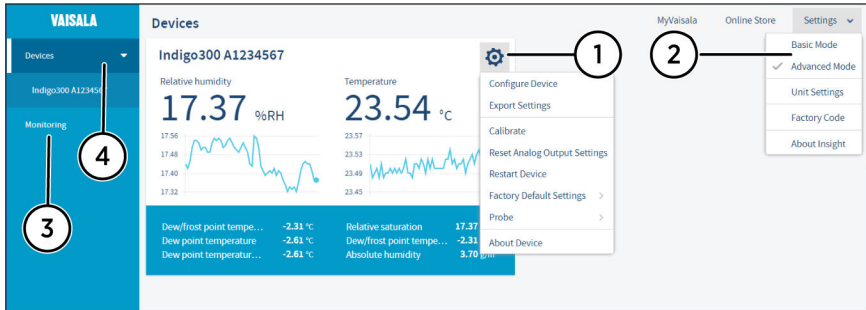 VAISALA
Devices
Indigo300 A1234567
Monitoring
4
3
Devices
MyVaisala Online Store Settings
Indigo300 A1234567
1
2
Relative humidity
17.37 %RH
17.56
17.48
17.40
17.32
Temperature
23.54 °C
23.57
23.53
23.49
23.45
Dew/frost point tempe... -2.31 °C
Dew point temperature -2.61 °C
Dew point temperatur... -2.61 °C
Relative saturation 17.37
Dew/frost point tempe... -2.31
Absolute humidity 3.70 g/m
Configure Device
Export Settings
Calibrate
Reset Analog Output Settings
Restart Device
Factory Default Settings
Probe
About Device
Basic Mode
Advanced Mode
Unit Settings
Factory Code
About Insight